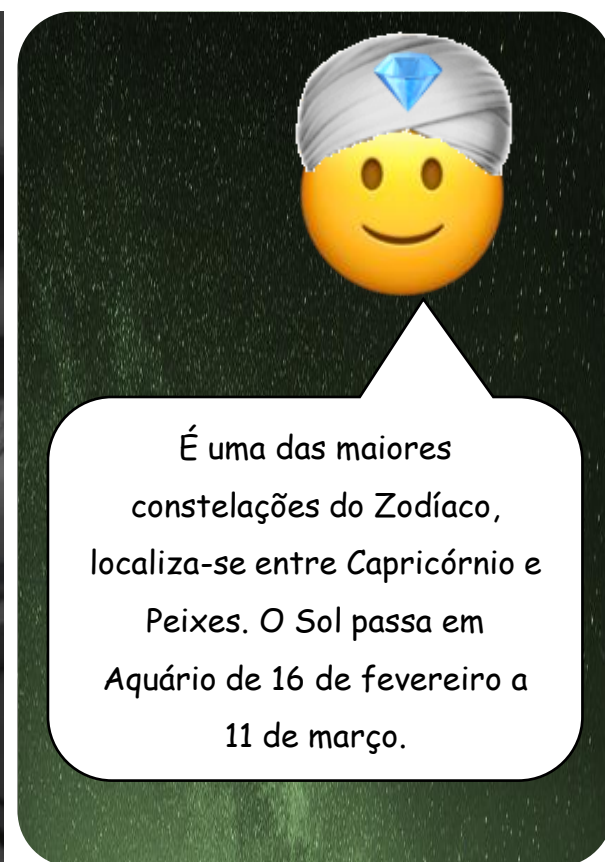 É uma das maiores
constelações do Zodíaco,
localiza-se entre Capricórnio e
Peixes. O Sol passa em
Aquário de 16 de fevereiro a
11 de março.